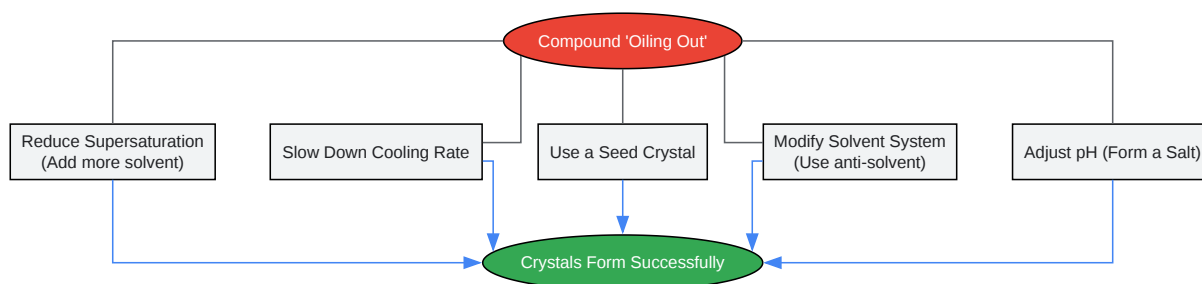 Compound 'Oiling Out'
Reduce Supersaturation
(Add more solvent)
Slow Down Cooling Rate
Use a Seed Crystal
Modify Solvent System
(Use anti-solvent)
Adjust pH (Form a Salt)
Crystals Form Successfully